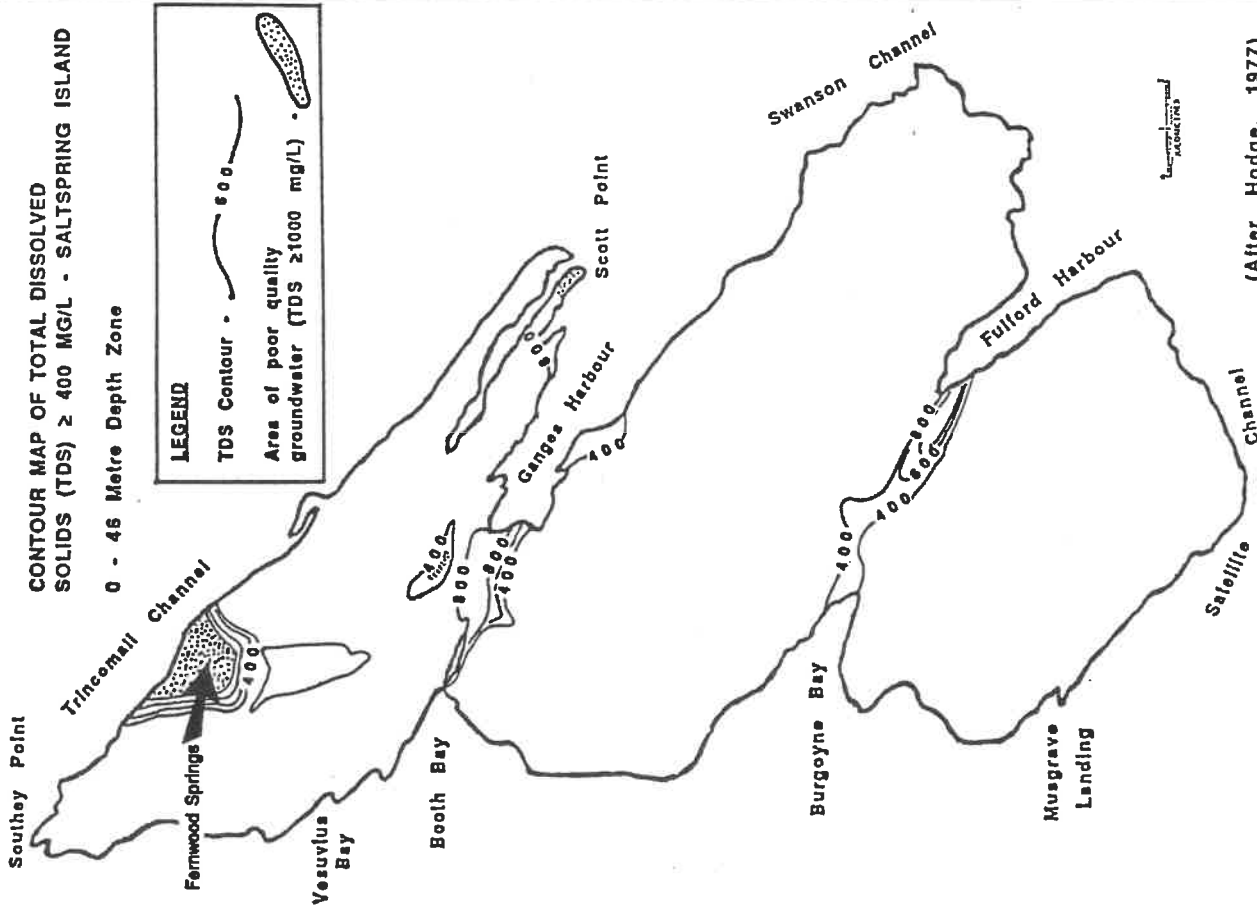 CONTOUR MAP OF TOTAL DISSOLVED
SOLIDS (TDS) ≥ 400 MG/L - SALTSPRING ISLAND
0 - 46 Metre Depth Zone
LEGEND
TDS Contour -
600
Area of poor quality
groundwater (TDS ≥1000 mg/L) -
Southey Point
Trincomali Channel
Fernwood Springs
400
Vesuvius
Bay
Booth Bay
400
800
800
400
Ganges Harbour
Scott Point
400
Swanson Channel
Burgoyne Bay
400
400
600
800
Fulford Harbour
Musgrave
Landing
Satellite Channel
KILOMETRES
(After Hodge, 1977)